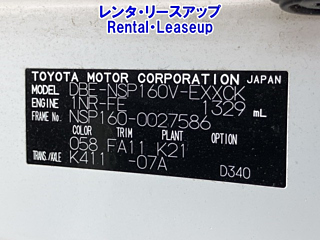 レンタ・リースアップ
Rental・Leaseup
TOYOTA MOTOR CORPORATION JAPAN
MODEL DBE-NSP160V-EXXCK
ENGINE 1NR-FE 1329 mL
FRAME No. NSP160-0027586
COLOR TRIM PLANT OPTION
058 FA11 K21
TRANS./AXLE K411 -07A D340